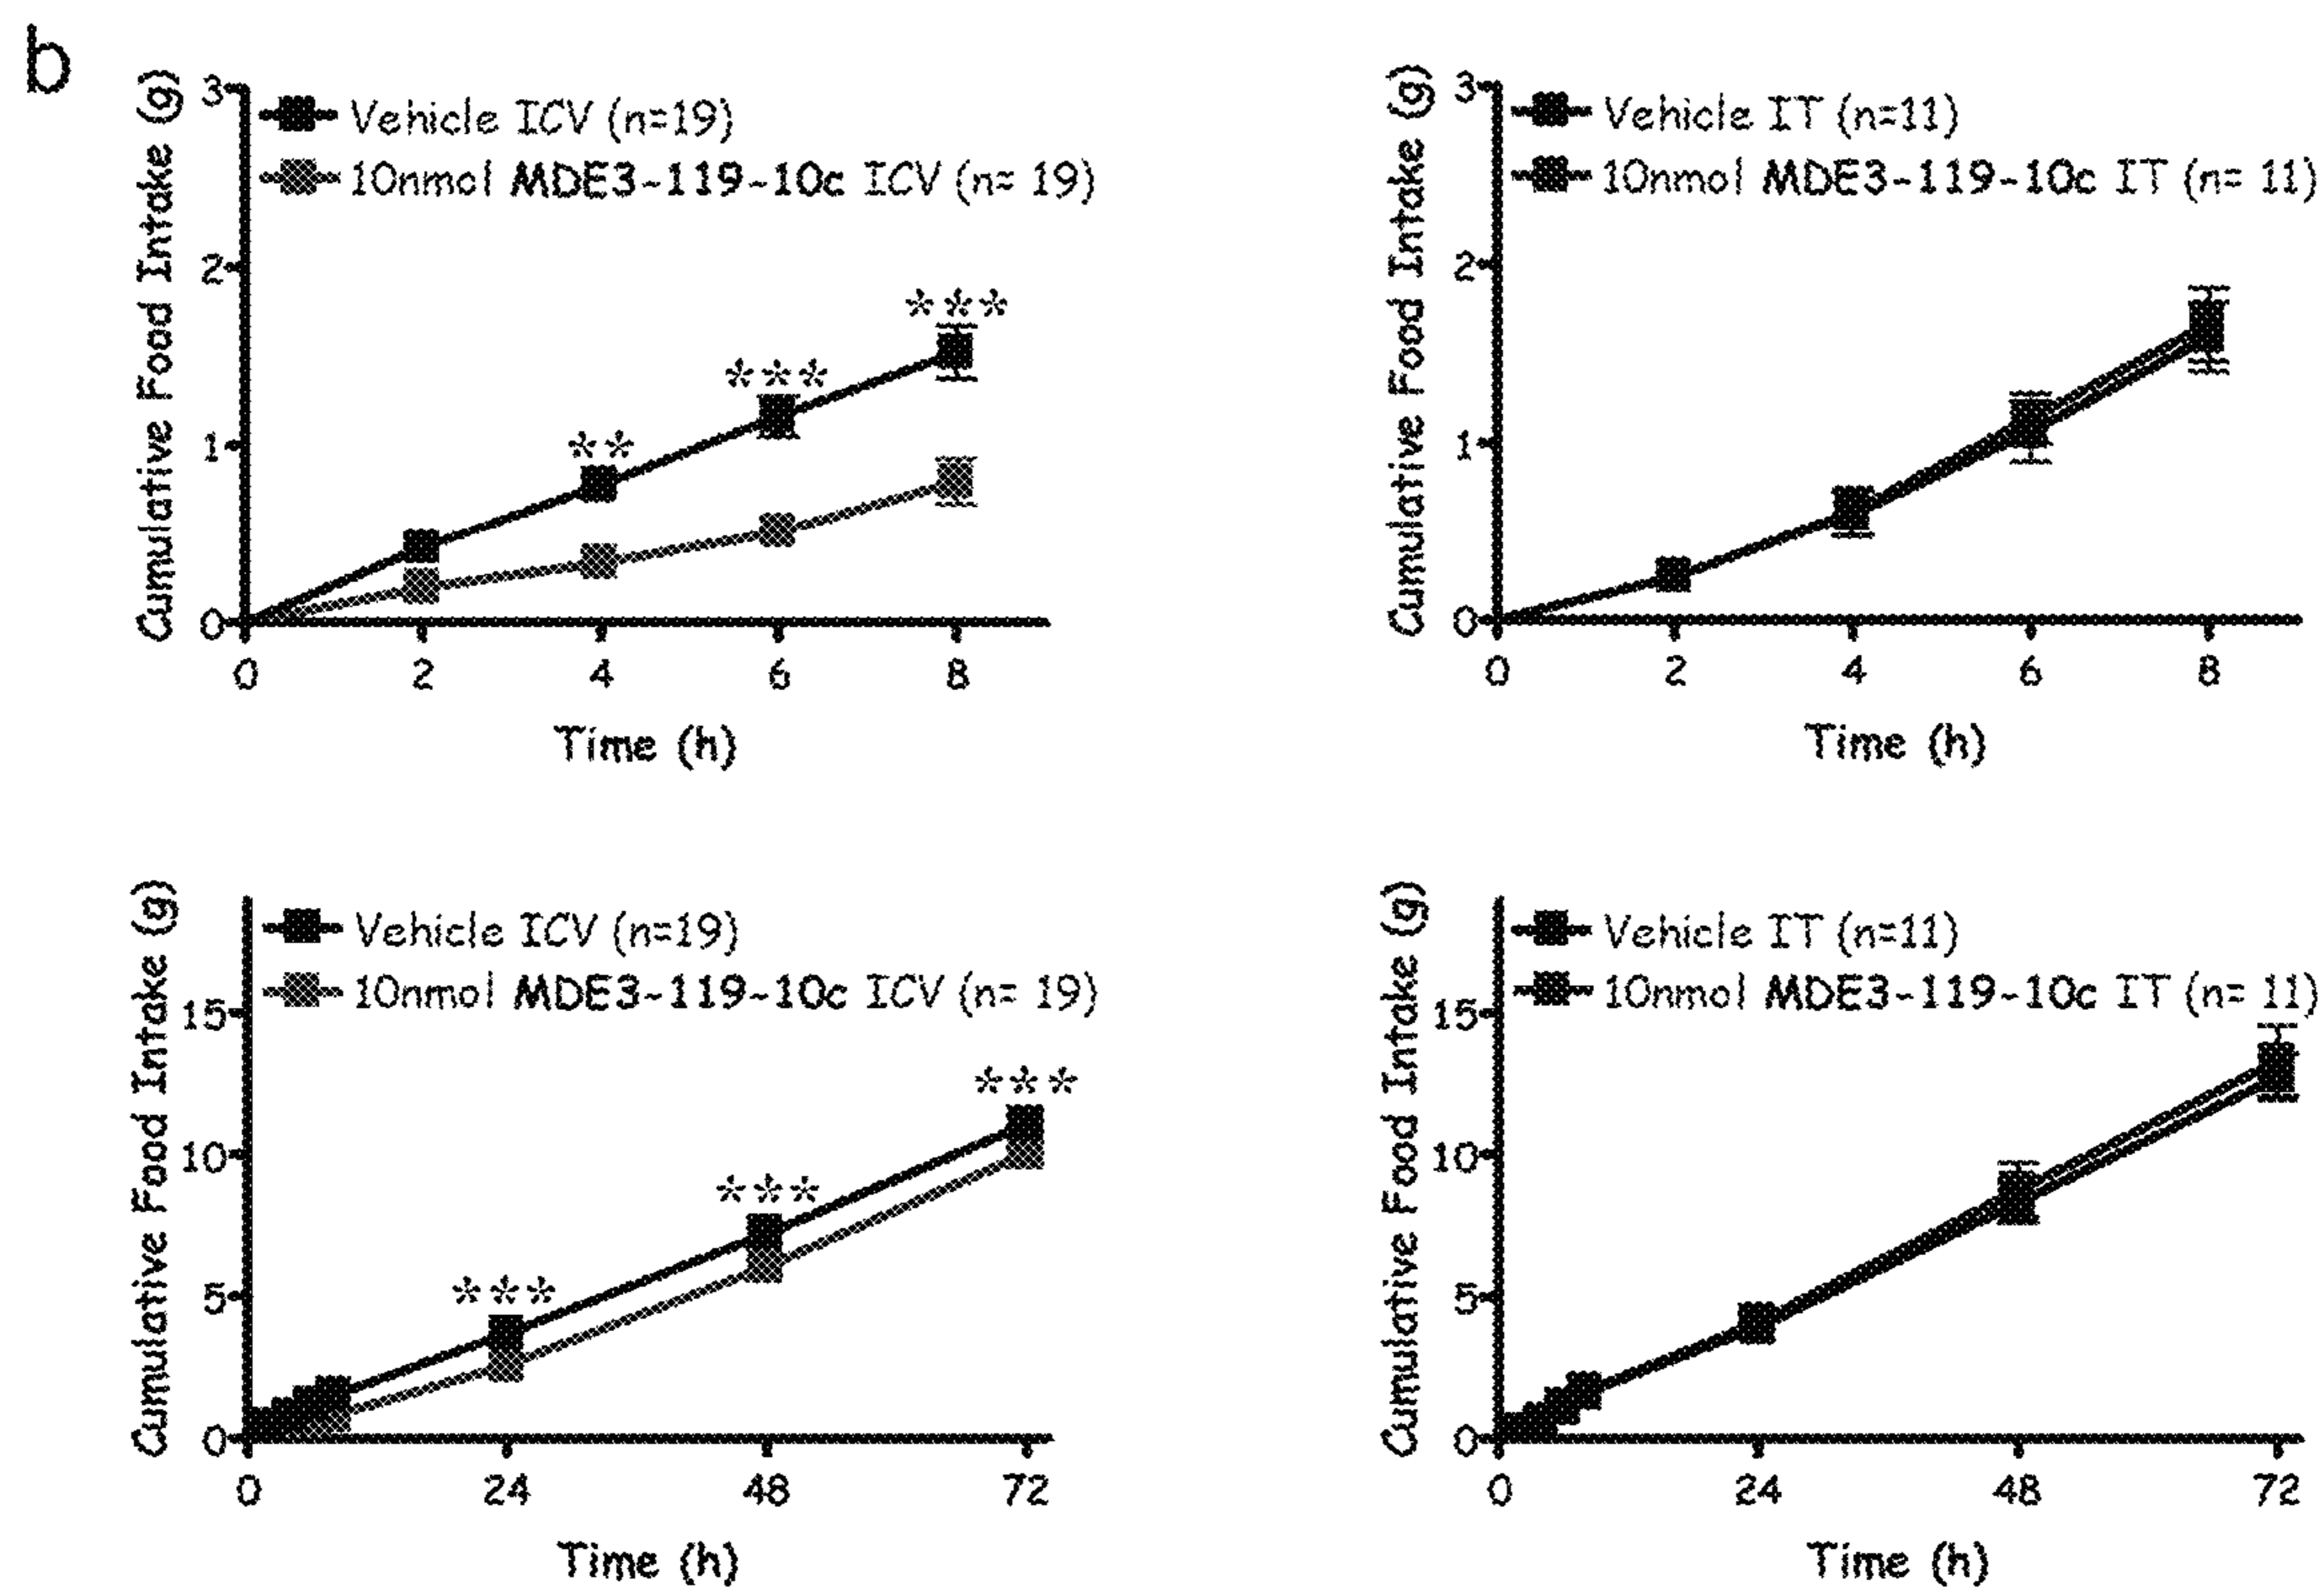 b
Cumulative Food Intake (g)
3
2
1
0
Vehicle ICV (n=19)
10nmol MDE3-119-10c ICV (n= 19)
**
***
***
0 2 4 6 8
Time (h)
Cumulative Food Intake (g)
3
2
1
0
Vehicle IT (n=11)
10nmol MDE3-119-10c IT (n= 11)
0 2 4 6 8
Time (h)
Cumulative Food Intake (g)
15
10
5
0
Vehicle ICV (n=19)
10nmol MDE3-119-10c ICV (n= 19)
***
***
***
0 24 48 72
Time (h)
Cumulative Food Intake (g)
15
10
5
0
Vehicle IT (n=11)
10nmol MDE3-119-10c IT (n= 11)
0 24 48 72
Time (h)